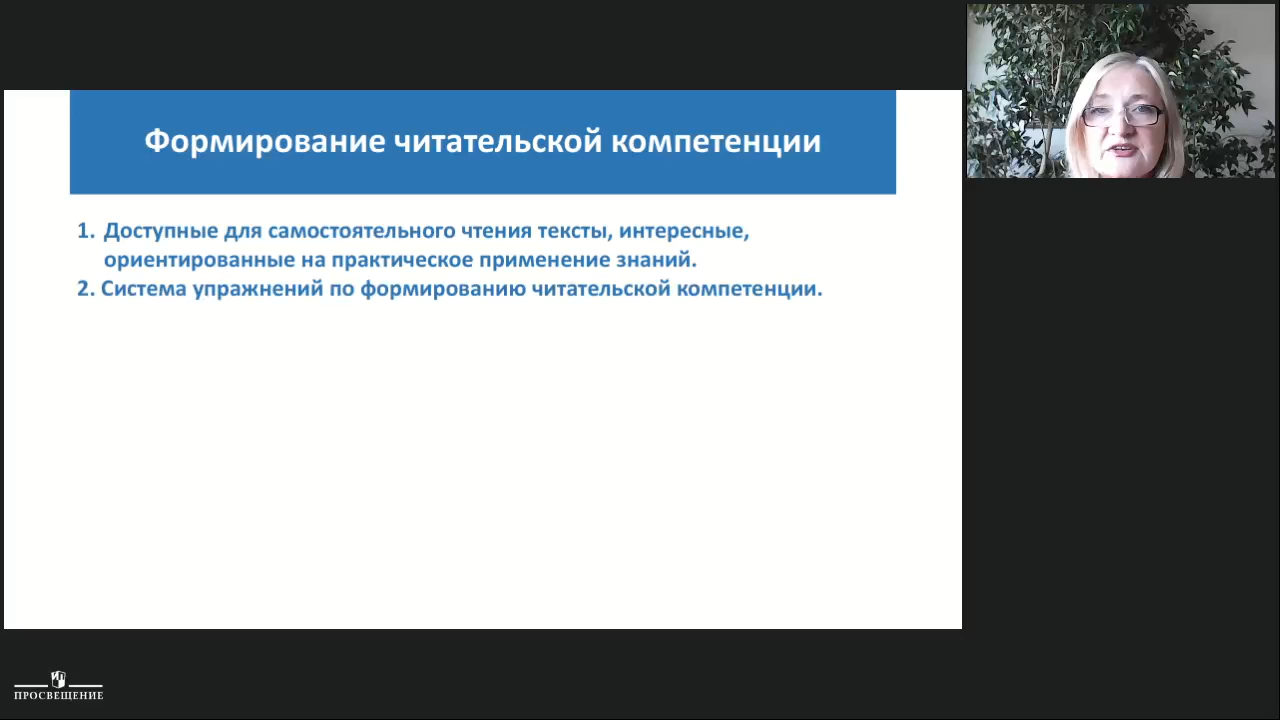 Формирование читательской компетенции
1. Доступные для самостоятельного чтения тексты, интересные,
ориентированные на практическое применение знаний.
2. Система упражнений по формированию читательской компетенции.
ПРОСВЕЩЕНИЕ